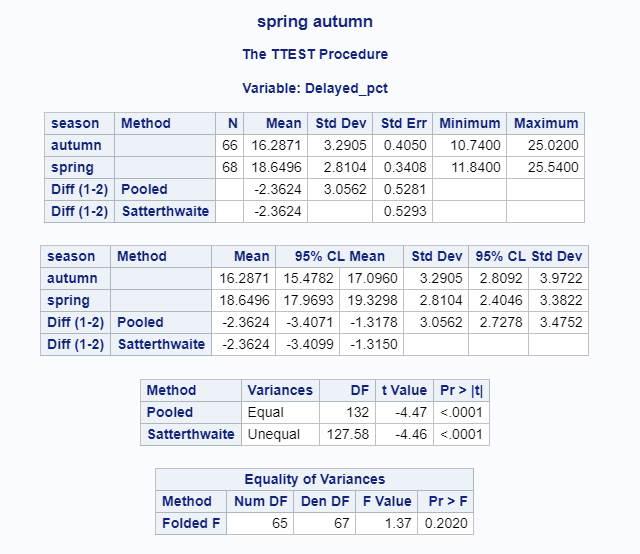 spring autumn
The TTEST Procedure
Variable: Delayed_pct
season Method N Mean Std Dev Std Err Minimum Maximum
autumn 66 16.2871 3.2905 0.4050 10.7400 25.0200
spring 68 18.6496 2.8104 0.3408 11.8400 25.5400
Diff (1-2) Pooled -2.3624 3.0562 0.5281
Diff (1-2) Satterthwaite -2.3624 0.5293
season Method Mean 95% CL Mean Std Dev 95% CL Std Dev
autumn 16.2871 15.4782 17.0960 3.2905 2.8092 3.9722
spring 18.6496 17.9693 19.3298 2.8104 2.4046 3.3822
Diff (1-2) Pooled -2.3624 -3.4071 -1.3178 3.0562 2.7278 3.4752
Diff (1-2) Satterthwaite -2.3624 -3.4099 -1.3150
Method Variances DF t Value Pr > |t|
Pooled Equal 132 -4.47 <.0001
Satterthwaite Unequal 127.58 -4.46 <.0001
Equality of Variances
Method Num DF Den DF F Value Pr > F
Folded F 65 67 1.37 0.2020